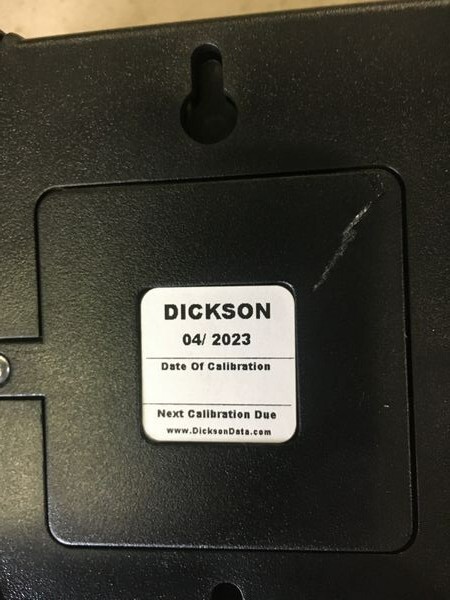 DICKSON
04/ 2023
Date Of Calibration
Next Calibration Due
www.DicksonData.com